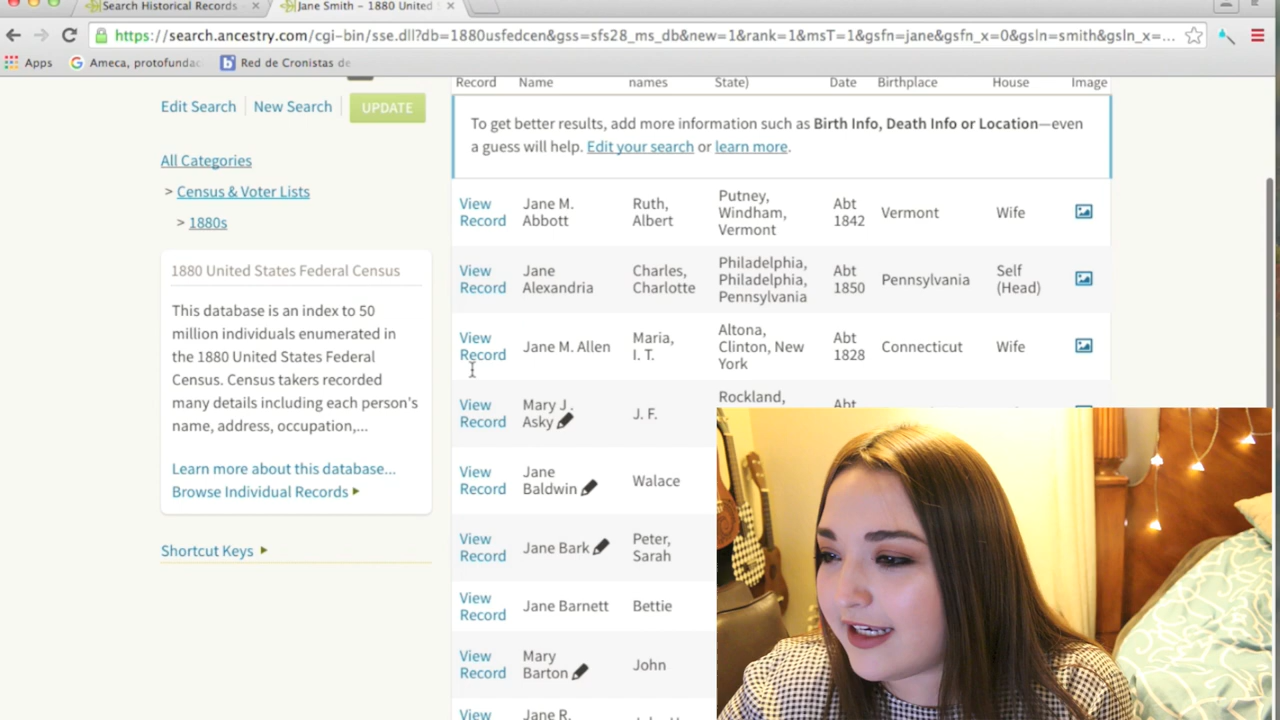 Search Historical Records
Jane Smith – 1880 United
https://search.ancestry.com/cgi-bin/sse.dll?db=1880usfedcen&gss=sfs28_ms_db&new=1&rank=1&msT=1&gsfn=jane&gsfn_x=0&gsln=smith&gsln_x=...
Apps Ameca, protofunda Red de Cronistas de
Edit Search New Search UPDATE
All Categories
> Census & Voter Lists
> 1880s
1880 United States Federal Census
This database is an index to 50
million individuals enumerated in
the 1880 United States Federal
Census. Census takers recorded
many details including each person's
name, address, occupation,...
Learn more about this database...
Browse Individual Records
Shortcut Keys
Record Name names State) Date Birthplace House Image
To get better results, add more information such as Birth Info, Death Info or Location—even
a guess will help. Edit your search or learn more.
View Record Jane M. Abbott Ruth, Albert Putney, Windham, Vermont Abt 1842 Vermont Wife
View Record Jane Alexandria Charles, Charlotte Philadelphia, Philadelphia, Pennsylvania Abt 1850 Pennsylvania Self (Head)
View Record Jane M. Allen Maria, I. T. Altona, Clinton, New York Abt 1828 Connecticut Wife
View Record Mary J. Asky J. F. Rockland, Abt
View Record Jane Baldwin Walace
View Record Jane Bark Peter, Sarah
View Record Jane Barnett Bettie
View Record Mary Barton John
View Jane R.